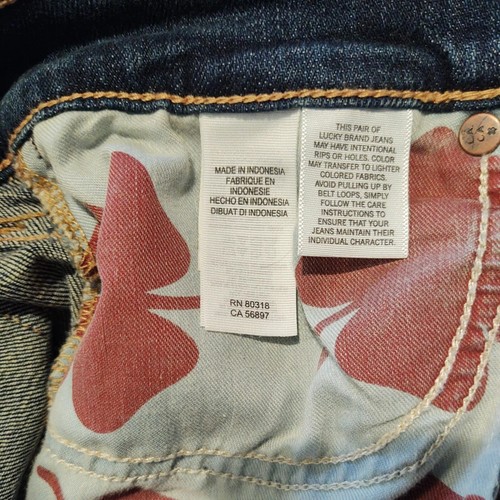 MADE IN INDONESIA
FABRIQUE EN
INDONESIE
HECHO EN INDONESIA
DIBUAT DI INDONESIA
RN 80318
CA 56897
THIS PAIR OF
LUCKY BRAND JEANS
MAY HAVE INTENTIONAL
RIPS OR HOLES. COLOR
MAY TRANSFER TO LIGHTER
COLORED FABRICS.
AVOID PULLING UP BY
BELT LOOPS, SIMPLY
FOLLOW THE CARE
INSTRUCTIONS TO
ENSURE THAT YOUR
JEANS MAINTAIN THEIR
INDIVIDUAL CHARACTER.